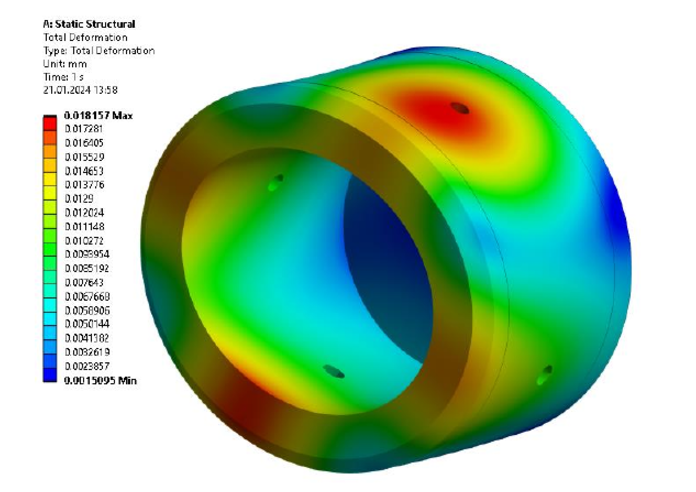 A: Static Structural
Total Deformation
Type: Total Deformation
Unit: mm
Time: 1 s
21.01.2024 13:58
0.018157 Max
0.017281
0.016405
0.015529
0.014653
0.013776
0.0129
0.012024
0.011148
0.010272
0.0093954
0.0085192
0.007643
0.0067668
0.0058906
0.0050144
0.0041382
0.0032619
0.0023857
0.0015095 Min